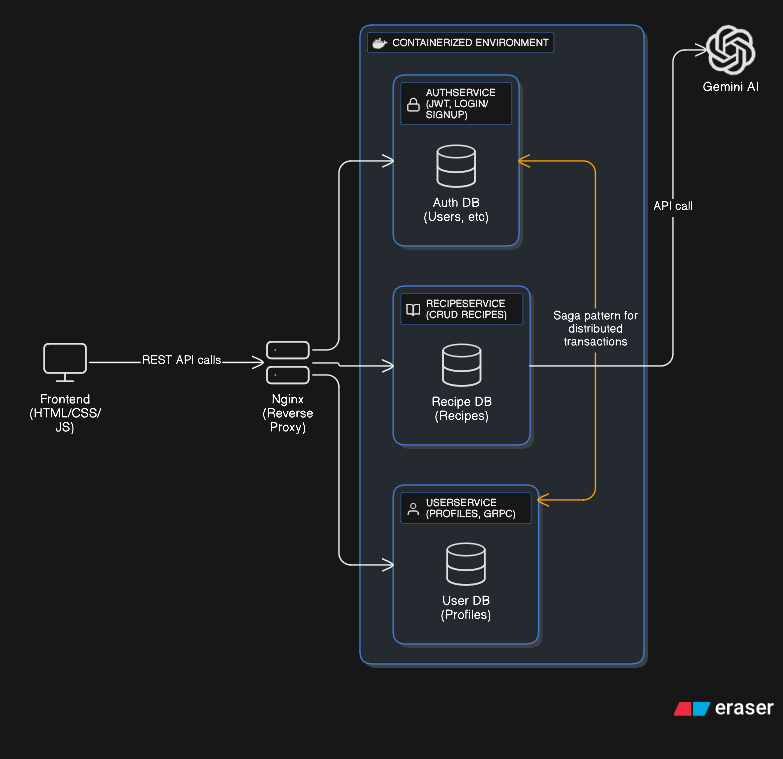 CONTAINERIZED ENVIRONMENT
Gemini AI
AUTHSERVICE
(JWT, LOGIN/
SIGNUP)
Auth DB
(Users, etc)
API call
RECIPESERVICE
(CRUD RECIPES)
Saga pattern for
distributed
transactions
REST API calls
Frontend
(HTML/CSS/
JS)
Nginx
(Reverse
Proxy)
Recipe DB
(Recipes)
USERSERVICE
(PROFILES, GRPC)
User DB
(Profiles)
eraser